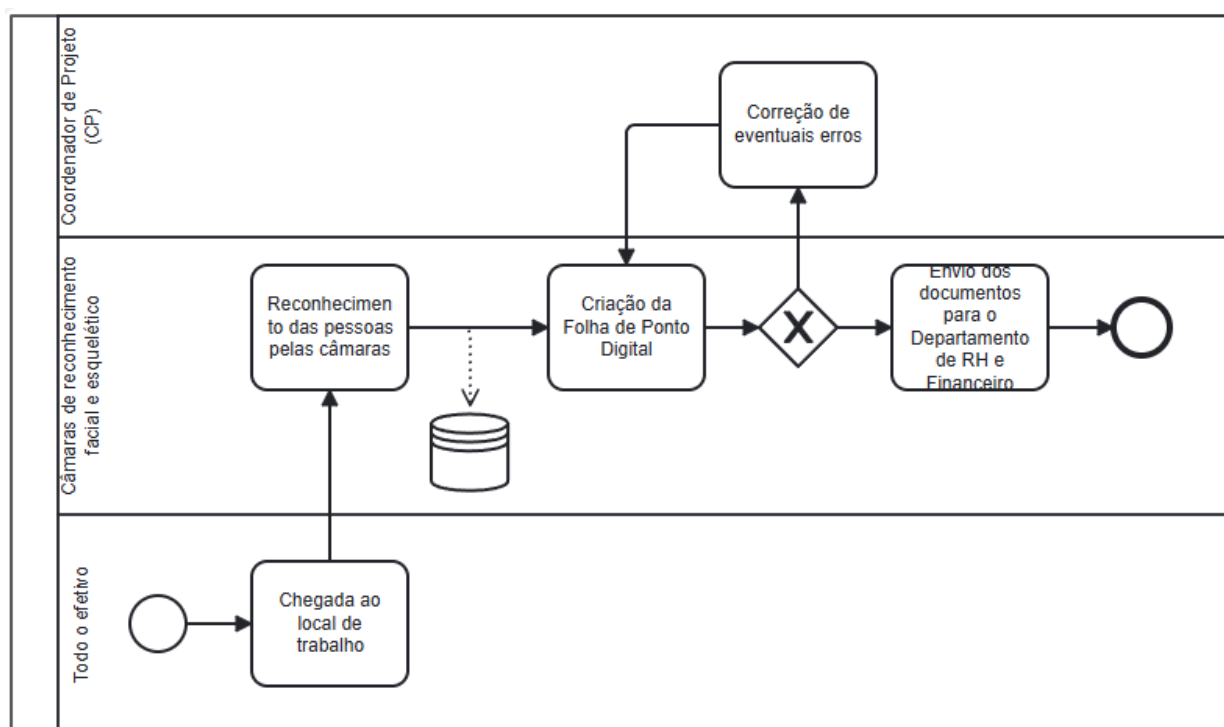 Coordenador de Projeto
(CP)
Correção de
eventuais erros
Câmaras de reconhecimento
facial e esquelético
Reconhecimen
to das pessoas
pelas câmaras
Criação da
Folha de Ponto
Digital
X
Envio dos
documentos
para o
Departamento
de RH e
Financeiro
Todo o efetivo
Chegada ao
local de
trabalho